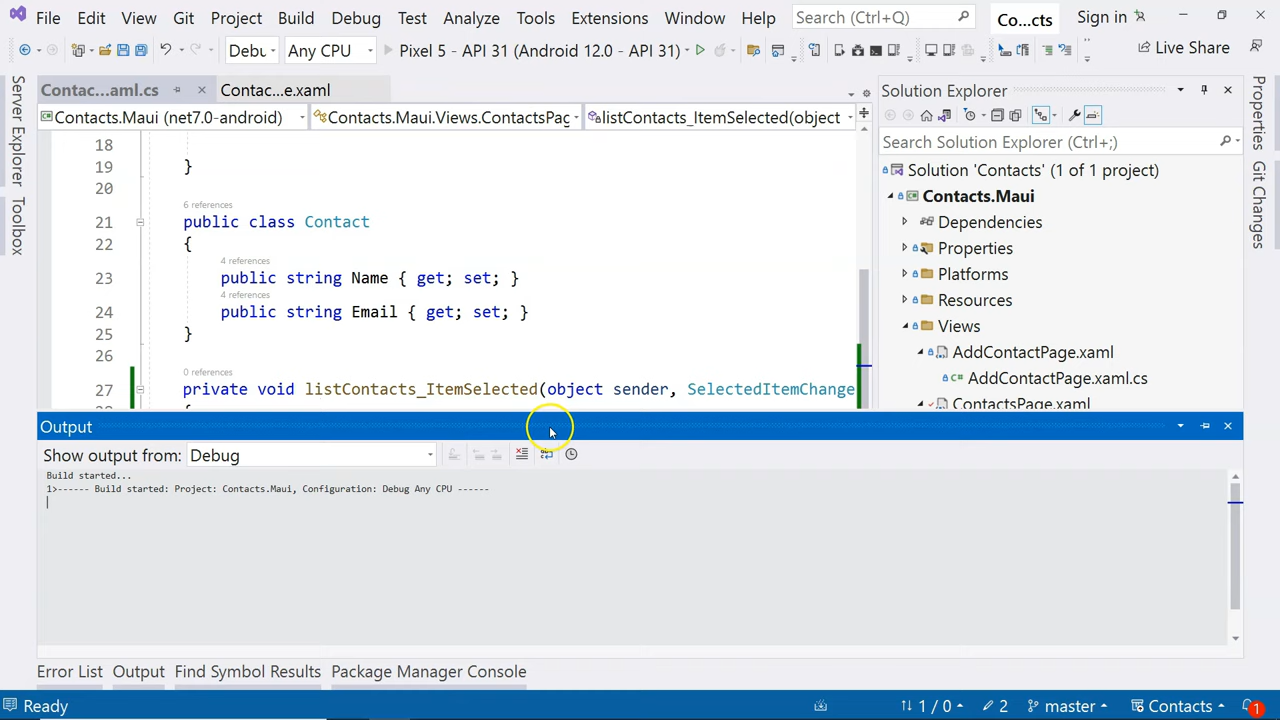 File Edit View Git Project Build Debug Test Analyze Tools Extensions Window Help Search (Ctrl+Q) Co...cts Sign in
Debu Any CPU Pixel 5 - API 31 (Android 12.0 - API 31) Live Share
Contac...aml.cs Contac...e.xaml
Contacts.Maui (net7.0-android) Contacts.Maui.Views.ContactsPag listContacts_ItemSelected(object
18
19 }
20
6 references
21 public class Contact
22 {
4 references
23 public string Name { get; set; }
4 references
24 public string Email { get; set; }
25 }
26
0 references
27 private void listContacts_ItemSelected(object sender, SelectedItemChange
Solution Explorer
Search Solution Explorer (Ctrl+;)
Solution 'Contacts' (1 of 1 project)
Contacts.Maui
Dependencies
Properties
Platforms
Resources
Views
AddContactPage.xaml
AddContactPage.xaml.cs
ContactsPage.xaml
Server Explorer
Toolbox
Properties
Git Changes
Output
Show output from: Debug
Build started...
1>------ Build started: Project: Contacts.Maui, Configuration: Debug Any CPU ------
Error List Output Find Symbol Results Package Manager Console
Ready 1 / 0 2 master Contacts 1